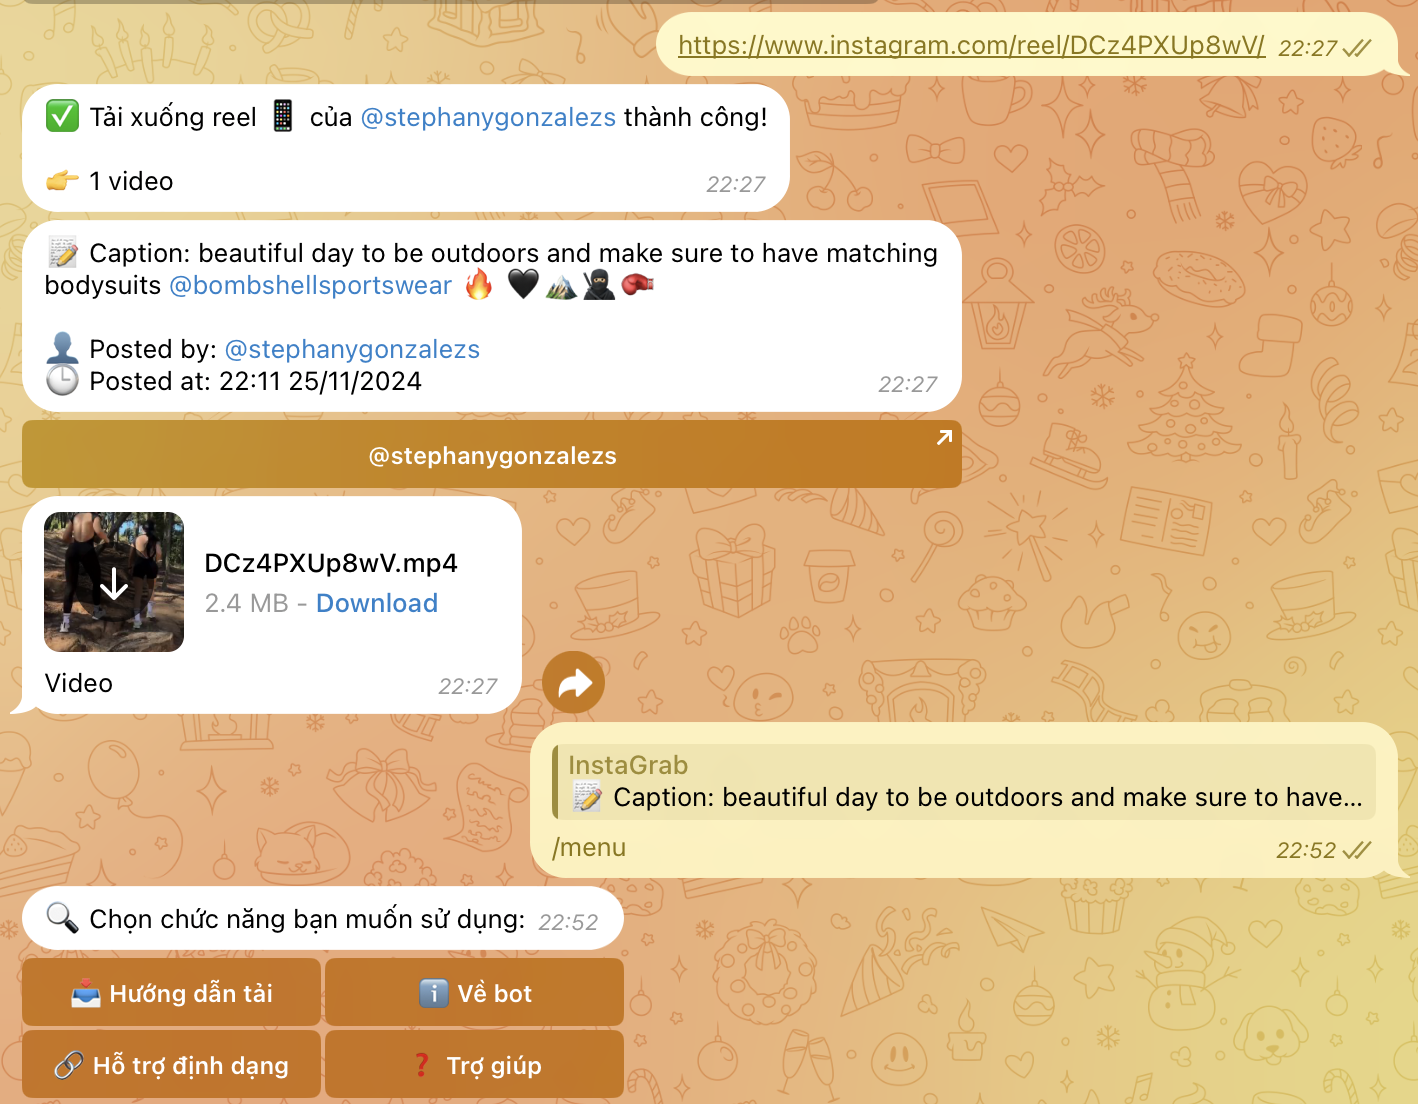 https://www.instagram.com/reel/DCz4PXUp8wV/ 22:27
✅ Tải xuống reel 📱 của @stephanygonzalezs thành công!
👉 1 video 22:27
📝 Caption: beautiful day to be outdoors and make sure to have matching
bodysuits @bombshellsportswear 🔥 🖤⛰️🥷🥊
👤 Posted by: @stephanygonzalezs
🕒 Posted at: 22:11 25/11/2024 22:27
@stephanygonzalezs
DCz4PXUp8wV.mp4
2.4 MB - Download
Video 22:27
InstaGrab
📝 Caption: beautiful day to be outdoors and make sure to have...
/menu 22:52
🔍 Chọn chức năng bạn muốn sử dụng: 22:52
📥 Hướng dẫn tải
ℹ️ Về bot
🔗 Hỗ trợ định dạng
❓ Trợ giúp